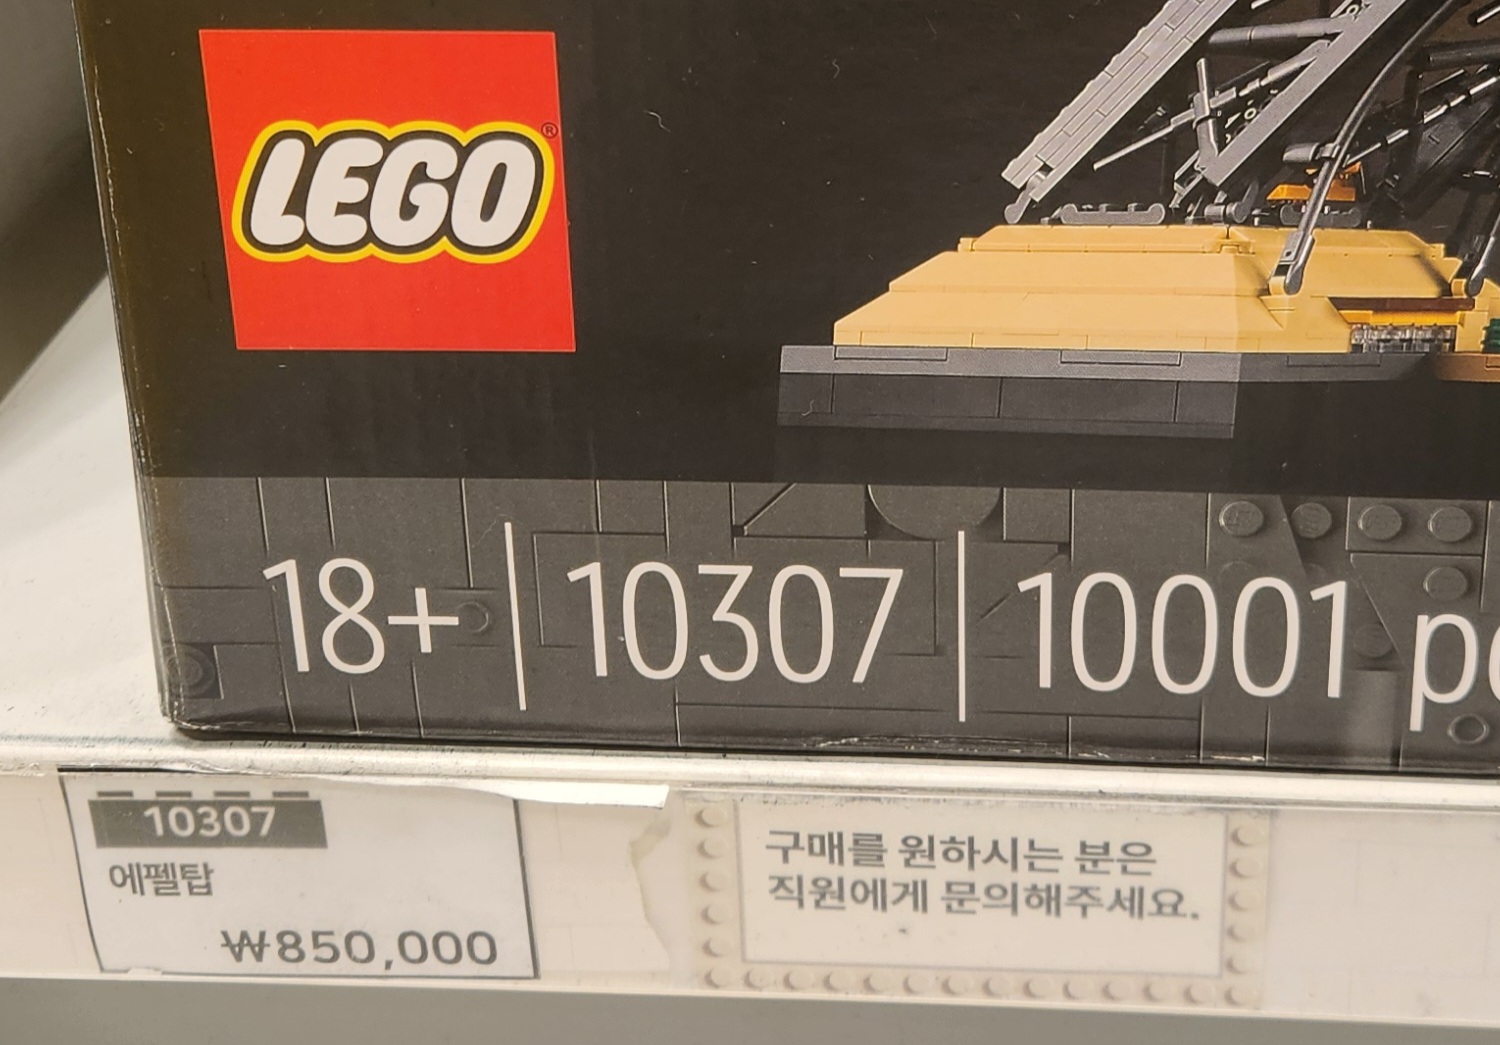 LEGO®
18+ | 10307 | 10001
10307
에펠탑
₩850,000
구매를 원하시는 분은
직원에게 문의해주세요.